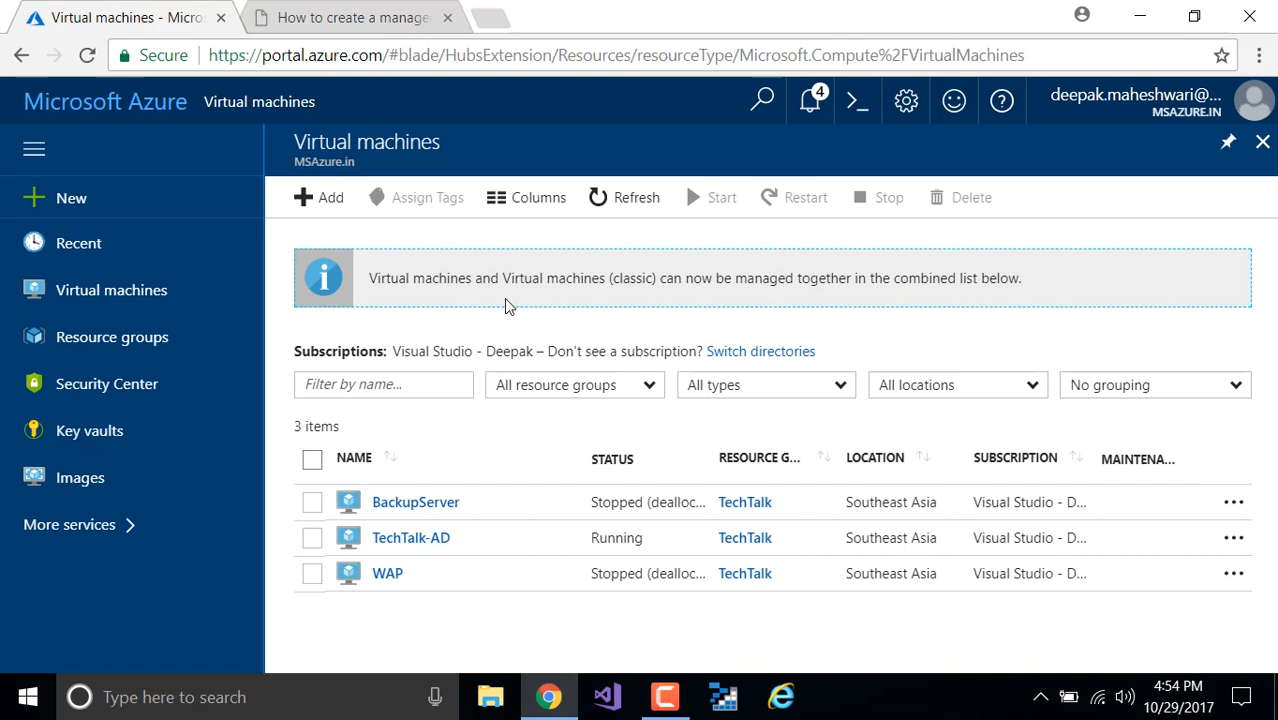 Virtual machines - Micro
How to create a manage
Secure https://portal.azure.com/#blade/HubsExtension/Resources/resourceType/Microsoft.Compute%2FVirtualMachines
Microsoft Azure Virtual machines
4
deepak.maheshwari@...
MSAZURE.IN
Virtual machines
MSAzure.in
New
Recent
Virtual machines
Resource groups
Security Center
Key vaults
Images
More services
Add Assign Tags Columns Refresh Start Restart Stop Delete
Virtual machines and Virtual machines (classic) can now be managed together in the combined list below.
Subscriptions: Visual Studio - Deepak – Don't see a subscription? Switch directories
Filter by name... All resource groups All types All locations No grouping
3 items
NAME STATUS RESOURCE G... LOCATION SUBSCRIPTION MAINTENA...
BackupServer Stopped (dealloc... TechTalk Southeast Asia Visual Studio - D...
TechTalk-AD Running TechTalk Southeast Asia Visual Studio - D...
WAP Stopped (dealloc... TechTalk Southeast Asia Visual Studio - D...
Type here to search
4:54 PM
10/29/2017